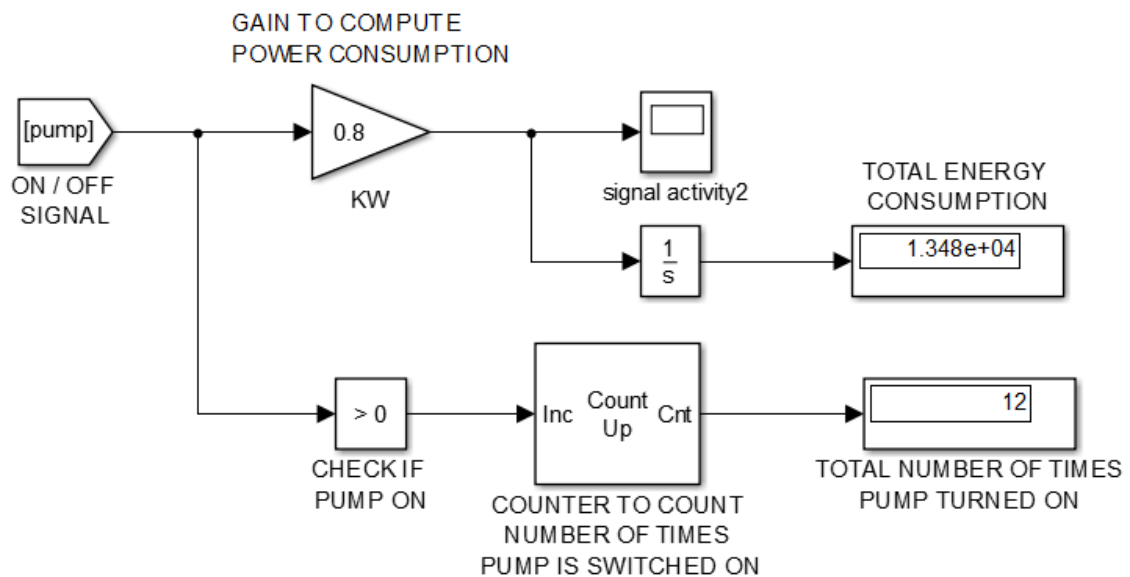 GAIN TO COMPUTE
POWER CONSUMPTION
[pump]
ON / OFF
SIGNAL
0.8
KW
signal activity2
TOTAL ENERGY
CONSUMPTION
1
s
1.348e+04
> 0
CHECK IF
PUMP ON
Inc
Count
Up
Cnt
COUNTER TO COUNT
NUMBER OF TIMES
PUMP IS SWITCHED ON
12
TOTAL NUMBER OF TIMES
PUMP TURNED ON